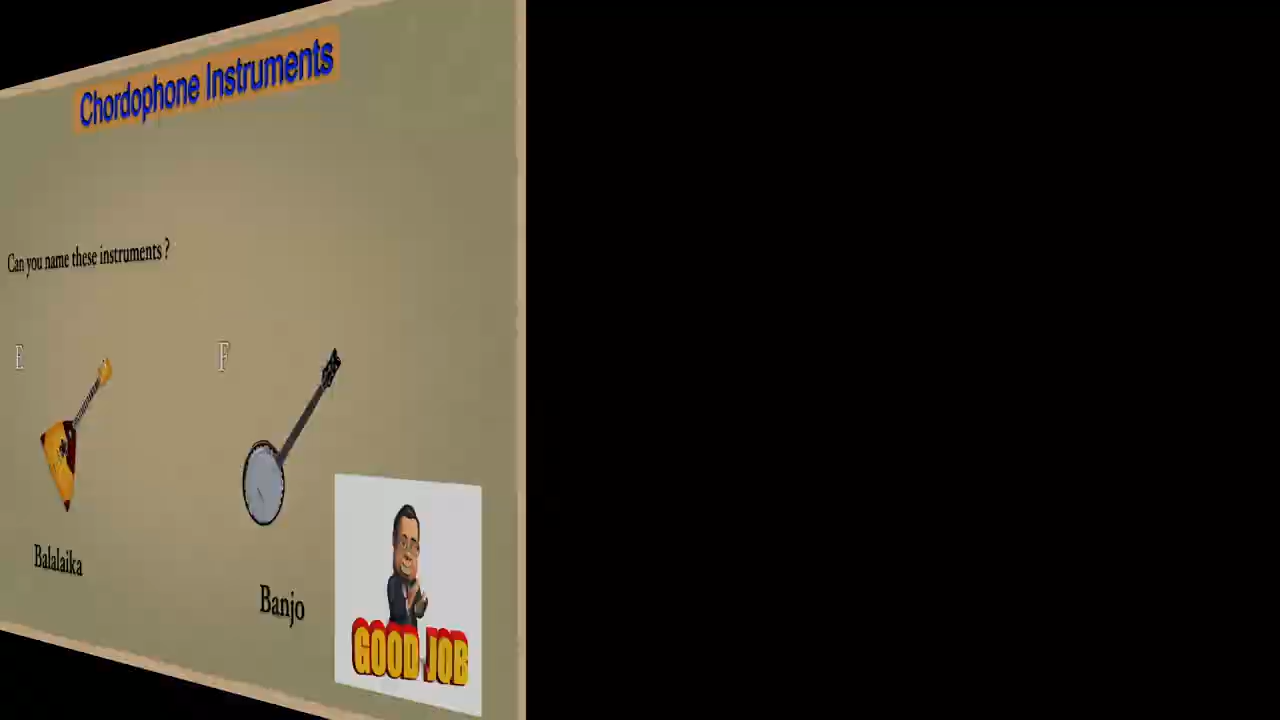 Chordophone Instruments
Can you name these instruments ?
E
F
Balalaika
Banjo
GOOD JOB